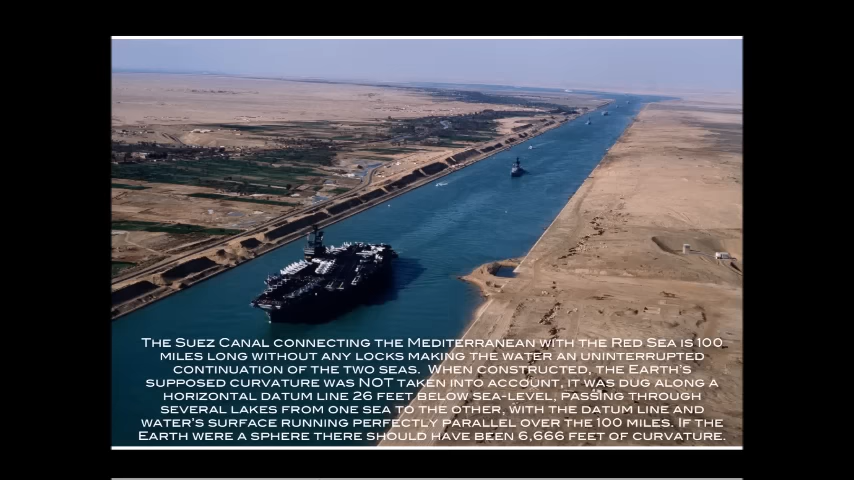 The Suez Canal connecting the Mediterranean with the Red Sea is 100
miles long without any locks making the water an uninterrupted
continuation of the two seas. When constructed, the Earth's
supposed curvature was NOT taken into account, it was dug along a
horizontal datum line 26 feet below sea-level, passing through
several lakes from one sea to the other, with the datum line and
water's surface running perfectly parallel over the 100 miles. If the
Earth were a sphere there should have been 6,666 feet of curvature.